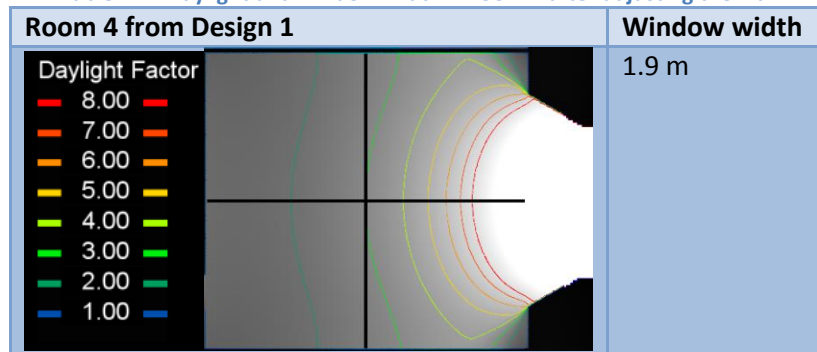 Room 4 from Design 1
Window width
Daylight Factor
8.00
7.00
6.00
5.00
4.00
3.00
2.00
1.00
1.9 m